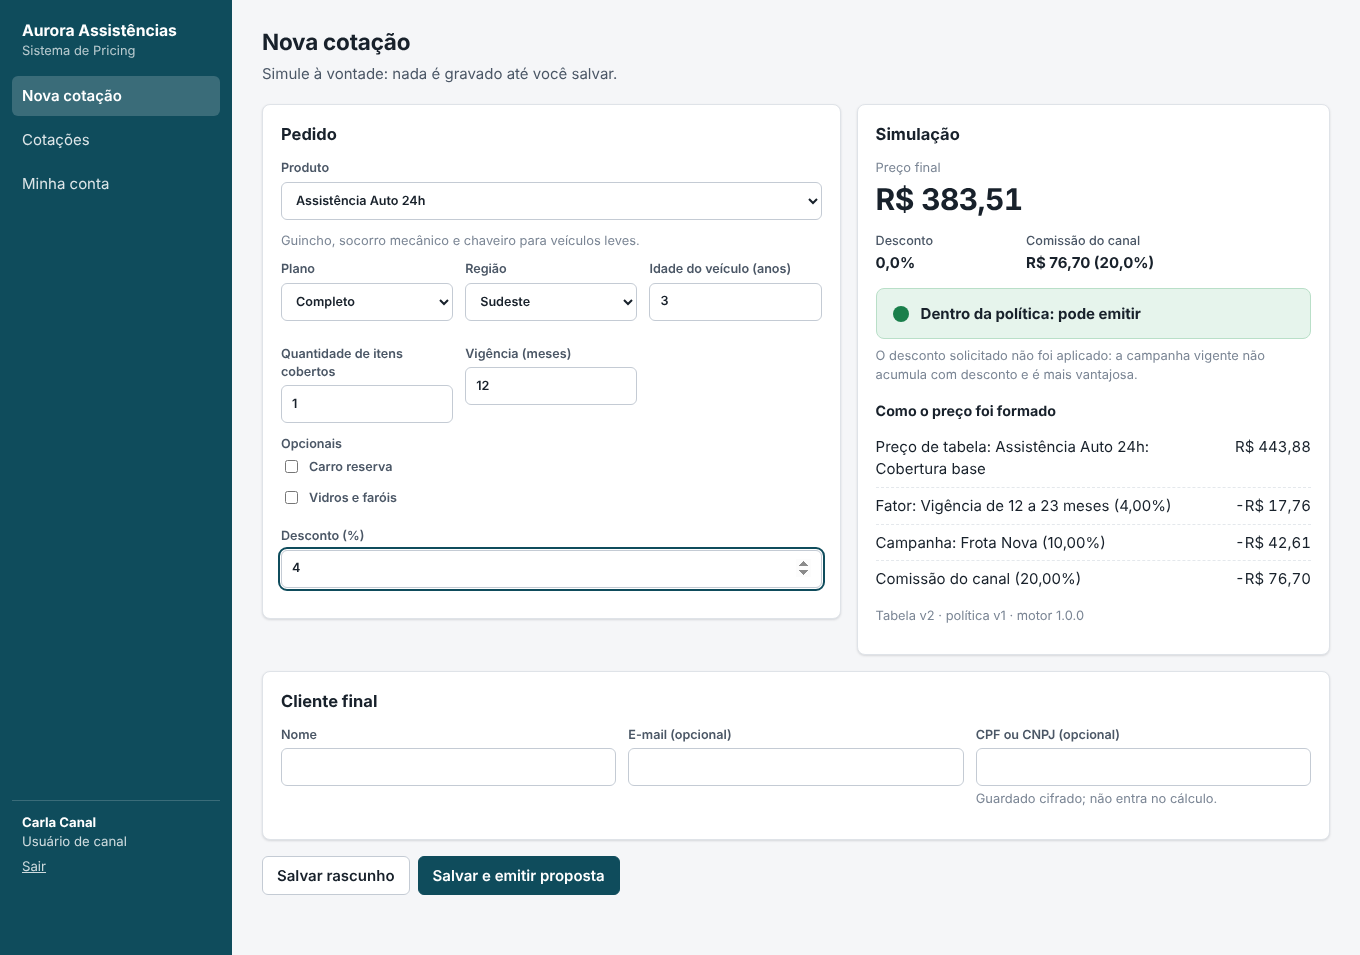 Aurora Assistências
Sistema de Pricing
Nova cotação
Cotações
Minha conta
Carla Canal
Usuário de canal
Sair
Nova cotação
Simule à vontade: nada é gravado até você salvar.
Pedido
Produto
Assistência Auto 24h
Guincho, socorro mecânico e chaveiro para veículos leves.
Plano
Região
Idade do veículo (anos)
Completo
Sudeste
3
Quantidade de itens
cobertos
Vigência (meses)
1
12
Opcionais
Carro reserva
Vidros e faróis
Desconto (%)
4
Simulação
Preço final
R$ 383,51
Desconto
Comissão do canal
0,0%
R$ 76,70 (20,0%)
Dentro da política: pode emitir
O desconto solicitado não foi aplicado: a campanha vigente não
acumula com desconto e é mais vantajosa.
Como o preço foi formado
Preço de tabela: Assistência Auto 24h:
Cobertura base
R$ 443,88
Fator: Vigência de 12 a 23 meses (4,00%)
-R$ 17,76
Campanha: Frota Nova (10,00%)
-R$ 42,61
Comissão do canal (20,00%)
-R$ 76,70
Tabela v2 · política v1 · motor 1.0.0
Cliente final
Nome
E-mail (opcional)
CPF ou CNPJ (opcional)
Guardado cifrado; não entra no cálculo.
Salvar rascunho
Salvar e emitir proposta